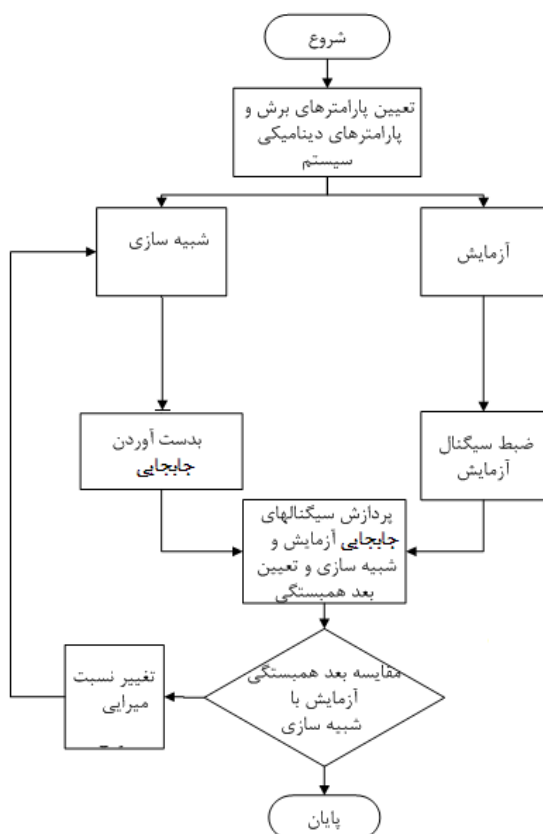 شروع
تعیین پارامترهای برش و
پارامترهای دینامیکی
سیستم
شبیه سازی
آزمایش
بدست آوردن
جابجایی
ضبط سیگنال
آزمایش
پردازش سیگنالهای
جابجایی آزمایش و
شبیه سازی و تعیین
بعد همبستگی
مقایسه بعد همبستگی
آزمایش با
شبیه سازی
تغییر نسبت
میرایی
پایان